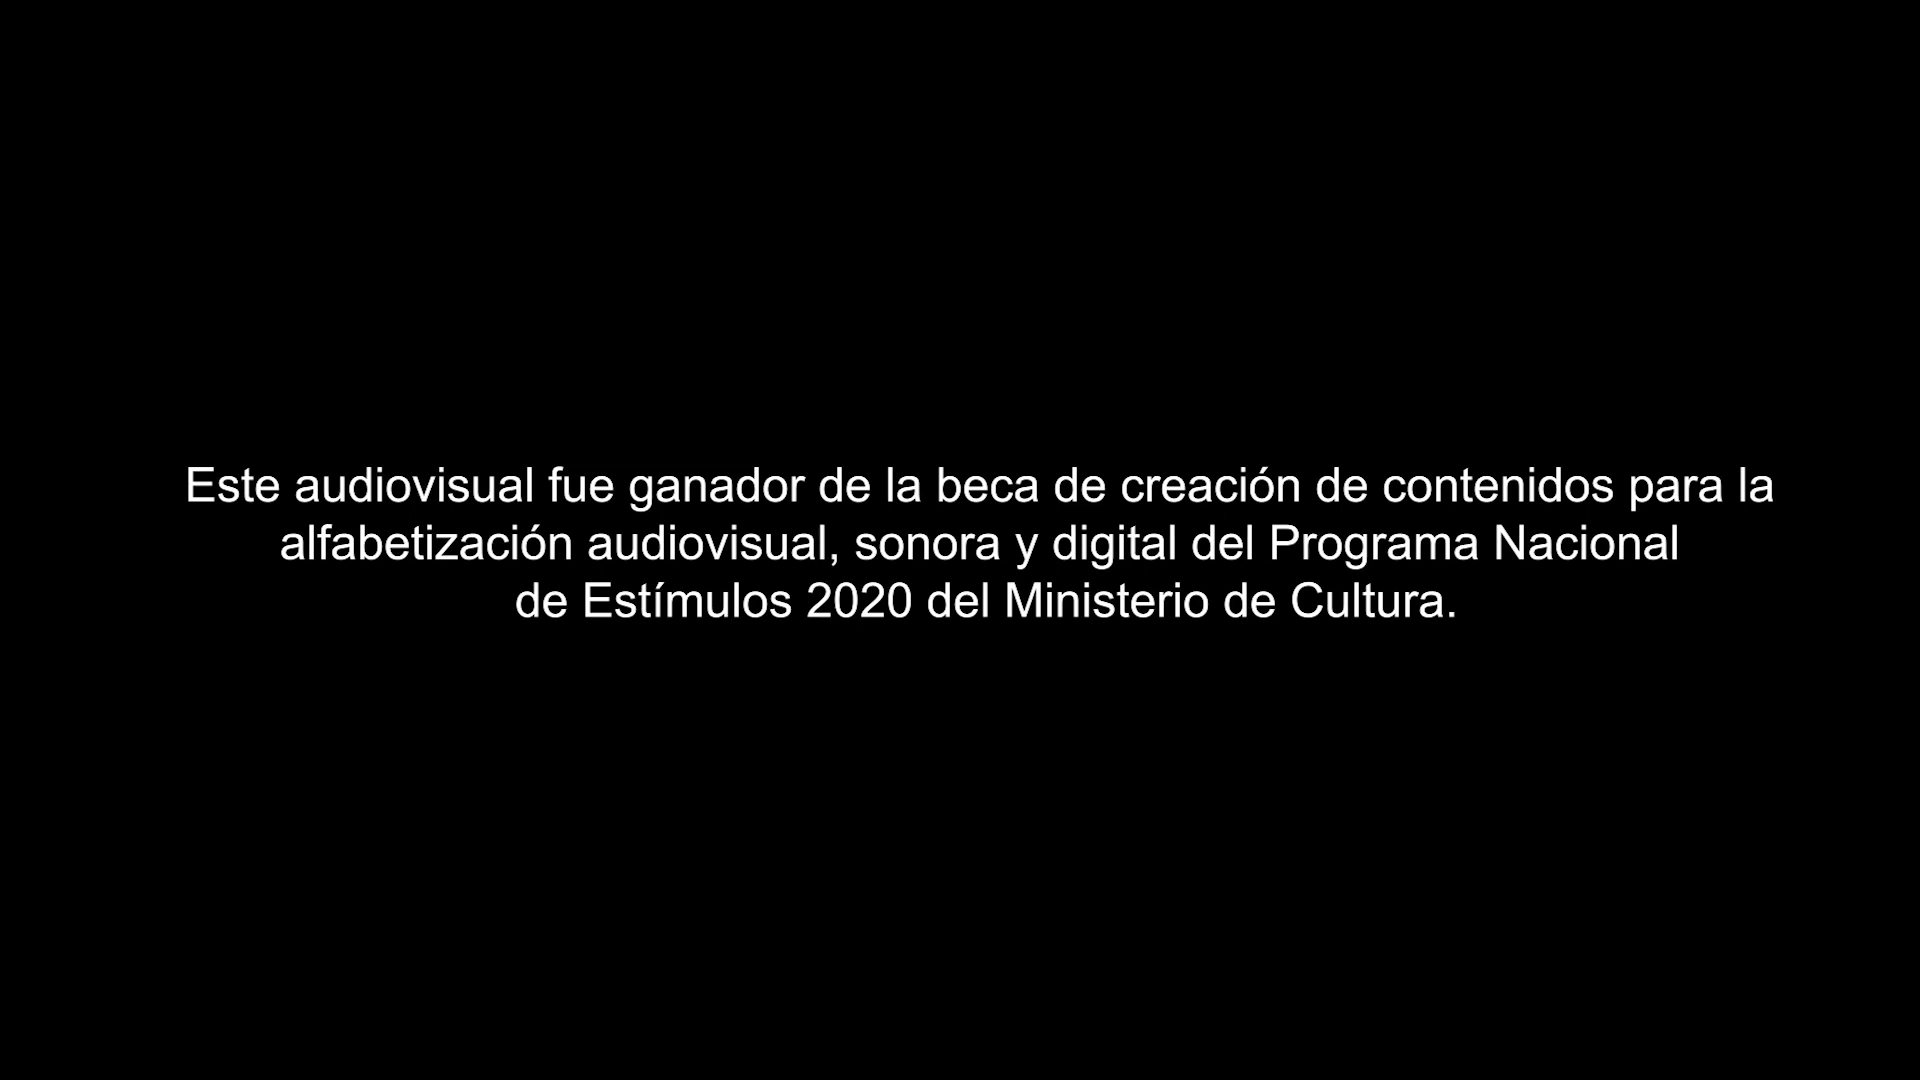 Este audiovisual fue ganador de la beca de creación de contenidos para la
alfabetización audiovisual, sonora y digital del Programa Nacional
de Estímulos 2020 del Ministerio de Cultura.